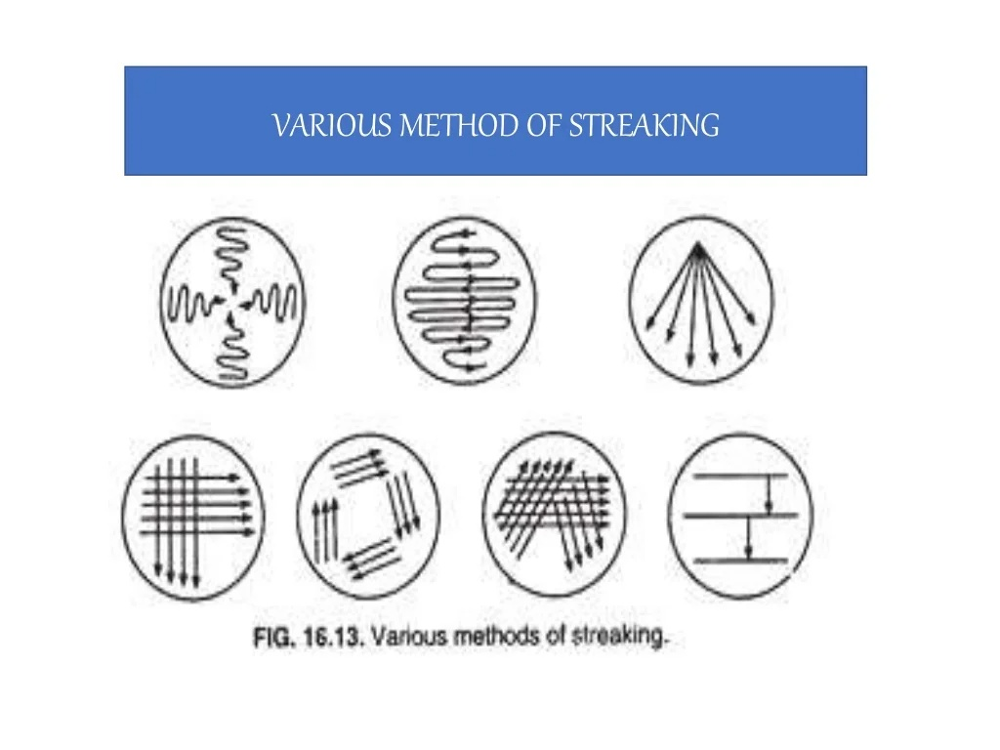 VARIOUS METHOD OF STREAKING
FIG. 16.13. Various methods of streaking.